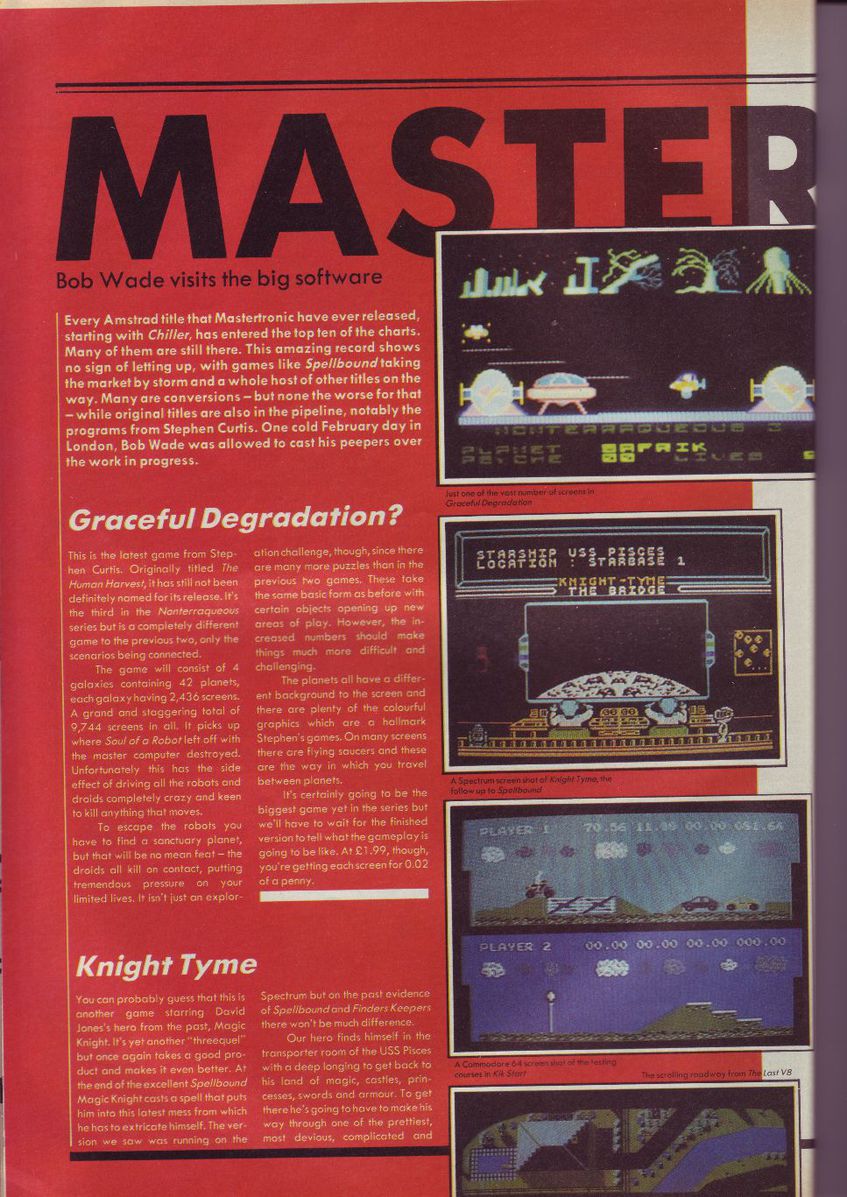 MASTER
Bob Wade visits the big software
Every Amstrad title that Mastertronic have ever released,
starting with Chiller, has entered the top ten of the charts.
Many of them are still there. This amazing record shows
no sign of letting up, with games like Spellbound taking
the market by storm and a whole host of other titles on the
way. Many are conversions – but none the worse for that
– while original titles are also in the pipeline, notably the
programs from Stephen Curtis. One cold February day in
London, Bob Wade was allowed to cast his peepers over
the work in progress.
Graceful Degradation?
This is the latest game from Step-
hen Curtis. Originally titled The
Human Harvest, it has still not been
definitely named for its release. It's
the third in the Nonterraqueous
series but is a completely different
game to the previous two, only the
scenarios being connected.
The game will consist of 4
galaxies containing 42 planets,
each galaxy having 2,436 screens.
A grand and staggering total of
9,744 screens in all. It picks up
where Soul of a Robot left off with
the master computer destroyed.
Unfortunately this has the side
effect of driving all the robots and
droids completely crazy and keen
to kill anything that moves.
To escape the robots you
have to find a sanctuary planet,
but that will be no mean feat – the
droids all kill on contact, putting
tremendous pressure on your
limited lives. It isn't just an explor-
ation challenge, though, since there
are many more puzzles than in the
previous two games. These take
the same basic form as before with
certain objects opening up new
areas of play. However, the in-
creased numbers should make
things much more difficult and
challenging.
The planets all have a differ-
ent background to the screen and
there are plenty of the colourful
graphics which are a hallmark
Stephen's games. On many screens
there are flying saucers and these
are the way in which you travel
between planets.
It's certainly going to be the
biggest game yet in the series but
we'll have to wait for the finished
version to tell what the gameplay is
going to be like. At £1.99, though,
you're getting each screen for 0.02
of a penny.
Knight Tyme
You can probably guess that this is
another game starring David
Jones's hero from the past, Magic
Knight. It's yet another "threequel"
but once again takes a good pro-
duct and makes it even better. At
the end of the excellent Spellbound
Magic Knight casts a spell that puts
him into this latest mess from which
he has to extricate himself. The ver-
sion we saw was running on the
Spectrum but on the past evidence
of Spellbound and Finders Keepers
there won't be much difference.
Our hero finds himself in the
transporter room of the USS Pisces
with a deep longing to get back to
his land of magic, castles, prin-
cesses, swords and armour. To get
there he's going to have to make his
way through one of the prettiest,
most devious, complicated and
NONTERRAQUEOUS
PLANET
PSYCHE 00 LIVES
Just one of the vast number of screens in
Graceful Degradation
STARSHIP USS PISCES
LOCATION : STARBASE 1
KNIGHT-TYME
THE BRIDGE
A Spectrum screen shot of Knight Tyme, the
follow up to Spellbound
PLAYER 1 70.56 11.88 00.00 081.64
PLAYER 2 00.00 00.00 00.00 000.00
A Commodore 64 screen shot of the testing
courses in Kik Start
The scrolling roadway from The Last V8